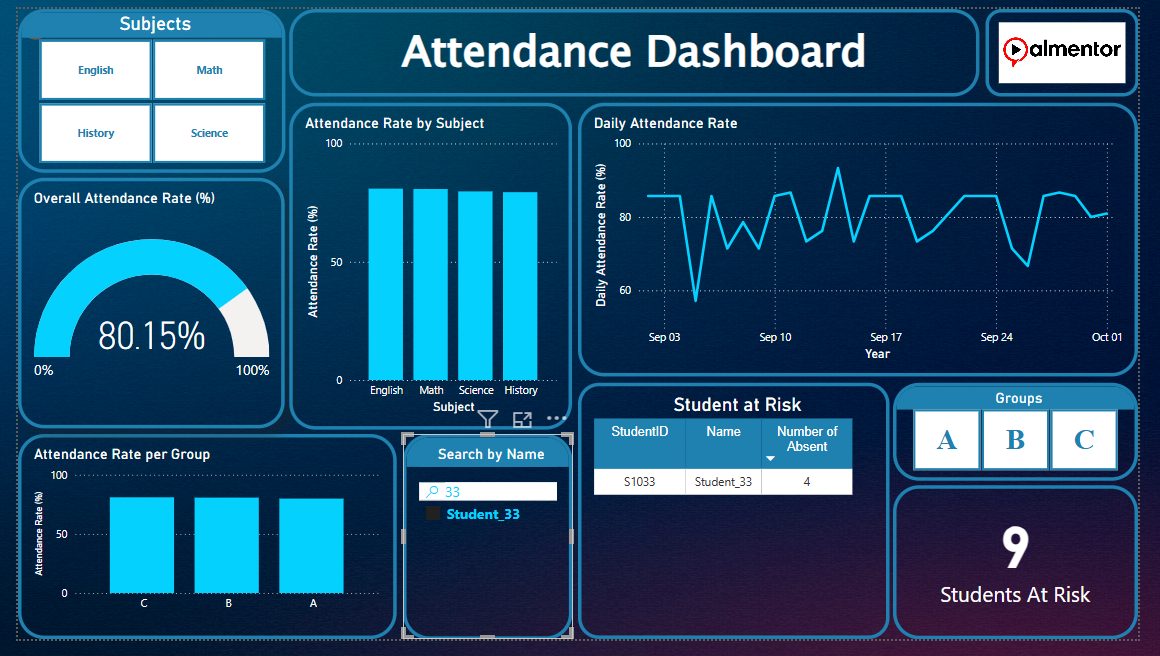 Subjects
English
Math
History
Science
Attendance Dashboard
almentor
Overall Attendance Rate (%)
80.15%
0%
100%
Attendance Rate by Subject
Attendance Rate (%)
100
50
0
English
Math
Science
History
Subject
Daily Attendance Rate
Daily Attendance Rate (%)
100
80
60
Sep 03
Sep 10
Sep 17
Sep 24
Oct 01
Year
Attendance Rate per Group
Attendance Rate (%)
100
50
0
C
B
A
Search by Name
33
Student_33
Student at Risk
StudentID
Name
Number of
Absent
S1033
Student_33
4
Groups
A
B
C
9
Students At Risk